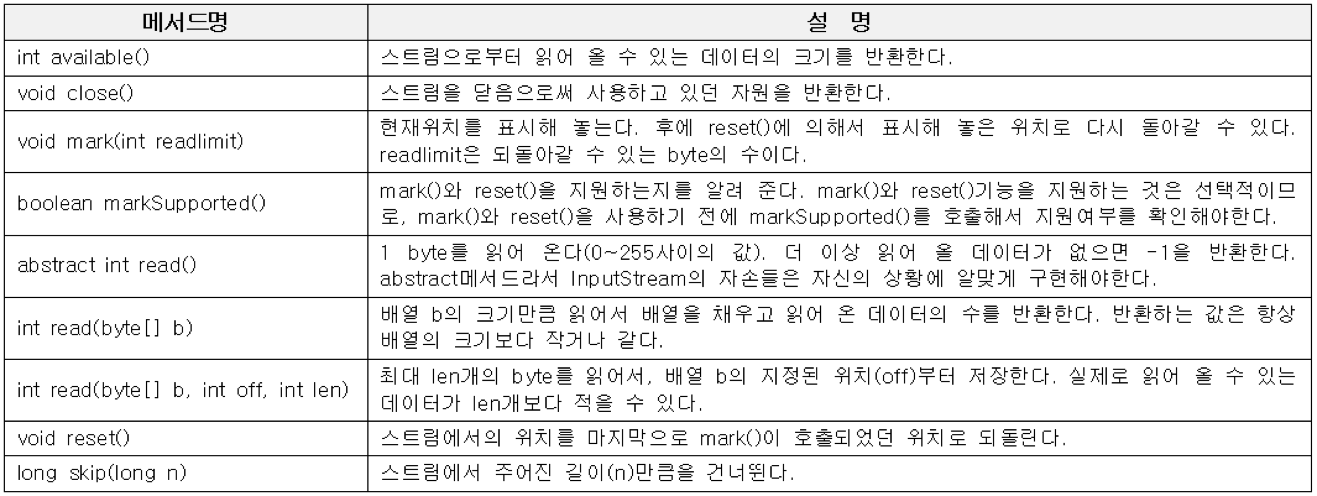 메서드명 설 명
int available() 스트림으로부터 읽어 올 수 있는 데이터의 크기를 반환한다.
void close() 스트림을 닫음으로써 사용하고 있던 자원을 반환한다.
void mark(int readlimit) 현재위치를 표시해 놓는다. 후에 reset()에 의해서 표시해 놓은 위치로 다시 돌아갈 수 있다.
readlimit은 되돌아갈 수 있는 byte의 수이다.
boolean markSupported() mark()와 reset()을 지원하는지를 알려 준다. mark()와 reset()기능을 지원하는 것은 선택적이므
로, mark()와 reset()을 사용하기 전에 markSupported()를 호출해서 지원여부를 확인해야한다.
abstract int read() 1 byte를 읽어 온다(0~255사이의 값). 더 이상 읽어 올 데이터가 없으면 -1을 반환한다.
abstract메서드라서 InputStream의 자손들은 자신의 상황에 알맞게 구현해야한다.
int read(byte[] b) 배열 b의 크기만큼 읽어서 배열을 채우고 읽어 온 데이터의 수를 반환한다. 반환하는 값은 항상
배열의 크기보다 작거나 같다.
int read(byte[] b, int off, int len) 최대 len개의 byte를 읽어서, 배열 b의 지정된 위치(off)부터 저장한다. 실제로 읽어 올 수 있는
데이터가 len개보다 적을 수 있다.
void reset() 스트림에서의 위치를 마지막으로 mark()이 호출되었던 위치로 되돌린다.
long skip(long n) 스트림에서 주어진 길이(n)만큼을 건너뛴다.